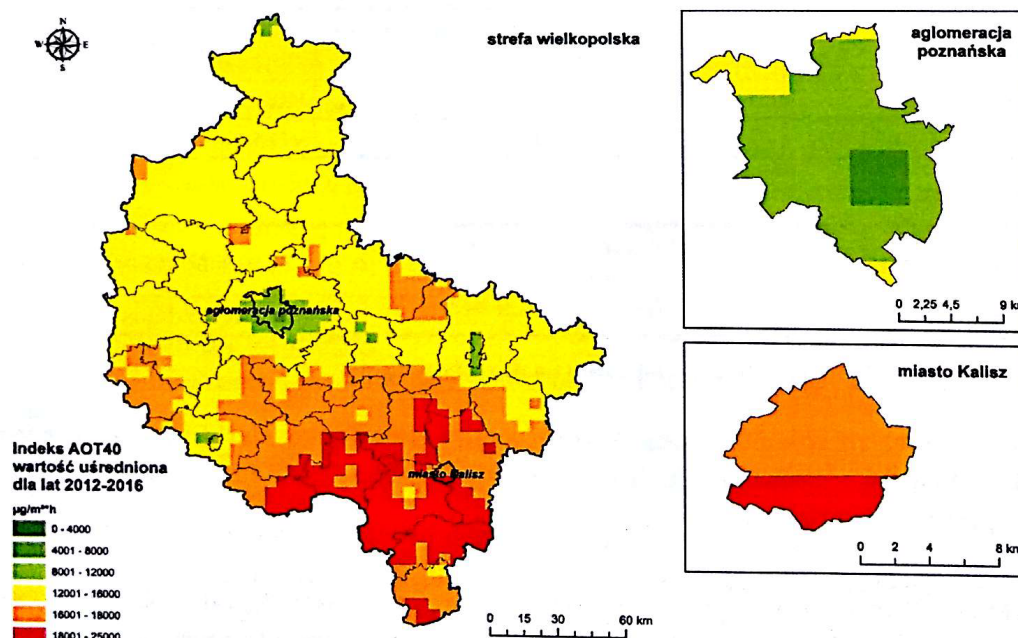 N
W E
S
strefa wielkopolska
aglomeracja poznańska
miasto Kalisz
Indeks AOT40
wartość uśredniona
dla lat 2012-2016
µg/m³*h
0 - 4000
4001 - 8000
8001 - 12000
12001 - 16000
16001 - 18000
18001 - 25000
0 15 30 60 km
aglomeracja
poznańska
0 2,25 4,5 9 km
miasto Kalisz
0 2 4 8 km